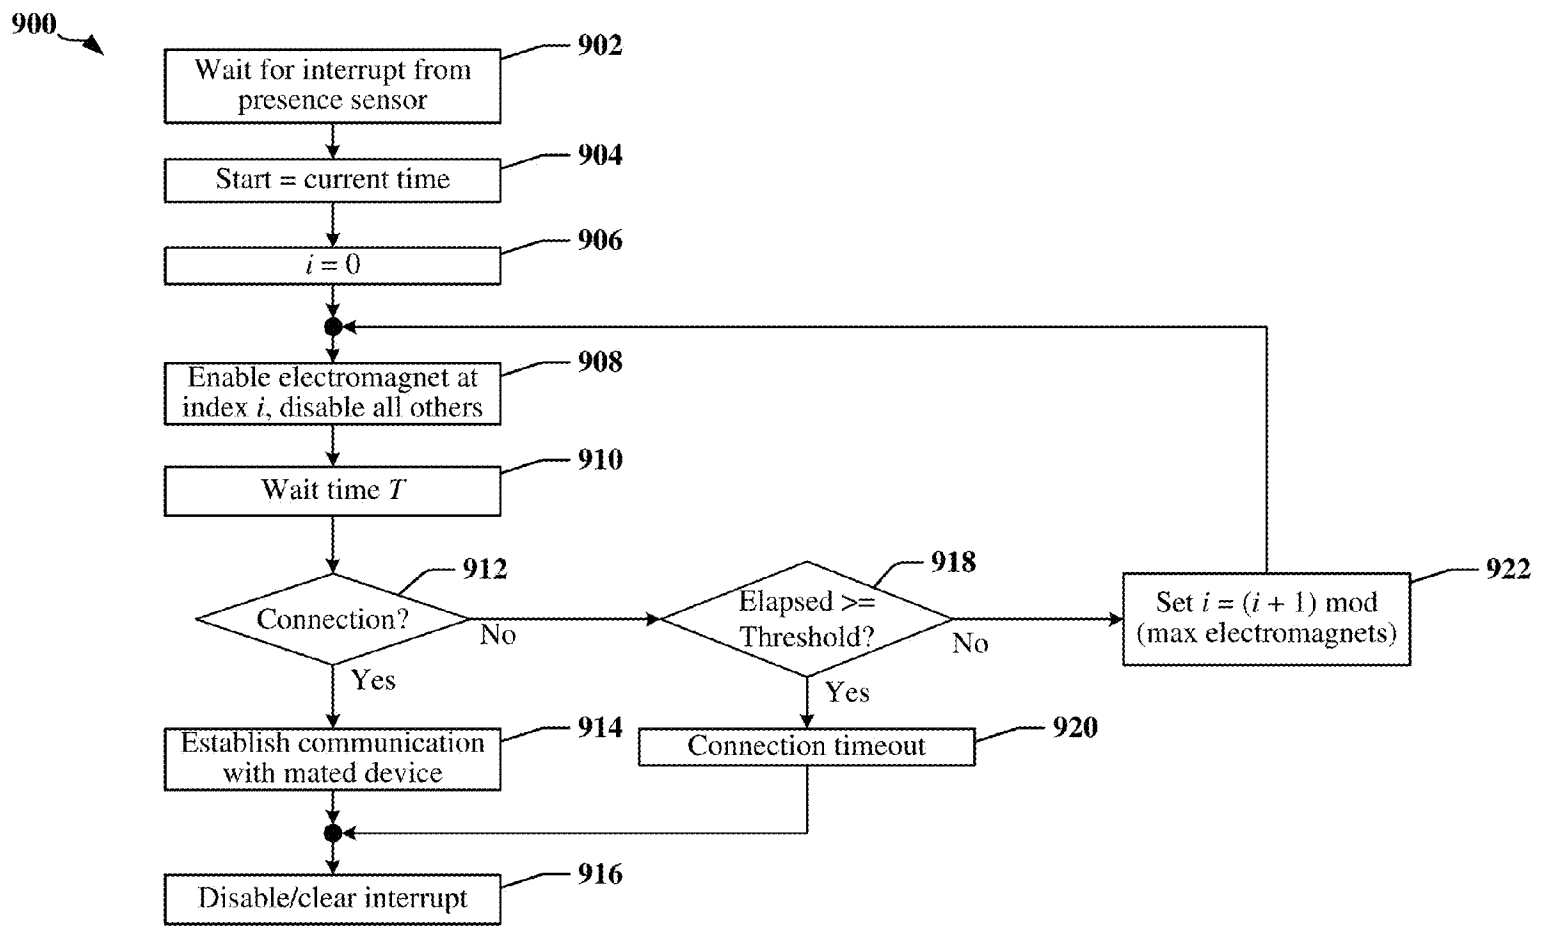 900
902
Wait for interrupt from
presence sensor
904
Start = current time
906
i = 0
908
Enable electromagnet at
index i, disable all others
910
Wait time T
912
Connection?
No
Yes
918
Elapsed >=
Threshold?
No
Yes
922
Set i = (i + 1) mod
(max electromagnets)
914
Establish communication
with mated device
920
Connection timeout
916
Disable/clear interrupt